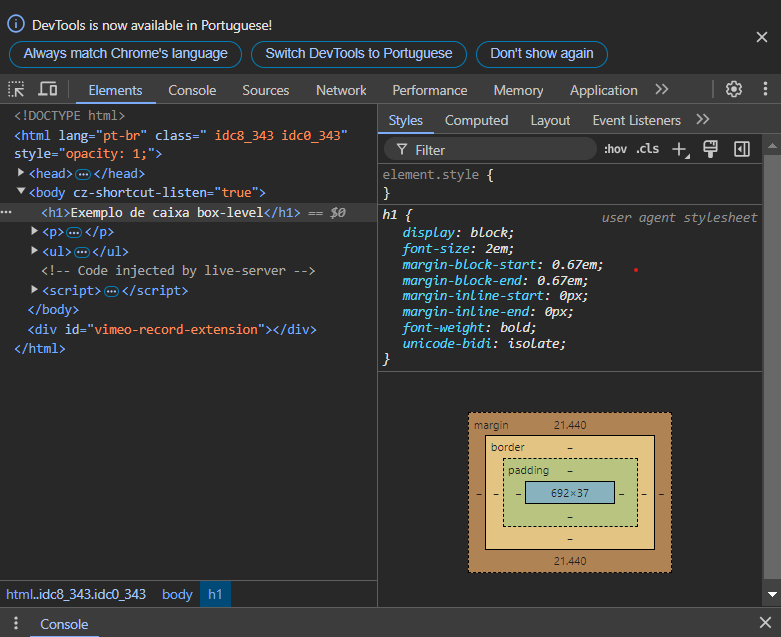 DevTools is now available in Portuguese!
Always match Chrome's language
Switch DevTools to Portuguese
Don't show again
Elements
Console
Sources
Network
Performance
Memory
Application
<!DOCTYPE html>
<html lang="pt-br" class=" idc8_343 idc0_343"
style="opacity: 1;">
<head>…</head>
<body cz-shortcut-listen="true">
… <h1>Exemplo de caixa box-level</h1> == $0
<p>…</p>
<ul>…</ul>
<!-- Code injected by live-server -->
<script>…</script>
</body>
<div id="vimeo-record-extension"></div>
</html>
html..idc8_343.idc0_343
body
h1
Styles
Computed
Layout
Event Listeners
Filter
:hov
.cls
element.style {
}
h1 {
user agent stylesheet
display: block;
font-size: 2em;
margin-block-start: 0.67em;
margin-block-end: 0.67em;
margin-inline-start: 0px;
margin-inline-end: 0px;
font-weight: bold;
unicode-bidi: isolate;
}
margin 21.440
border –
padding –
– – – 692×37 – – –
–
–
21.440
Console